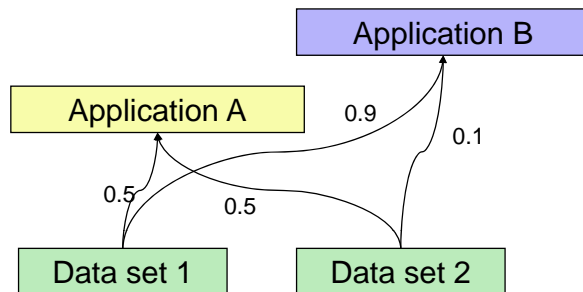 Application B
Application A
0.9
0.1
0.5
0.5
Data set 1
Data set 2